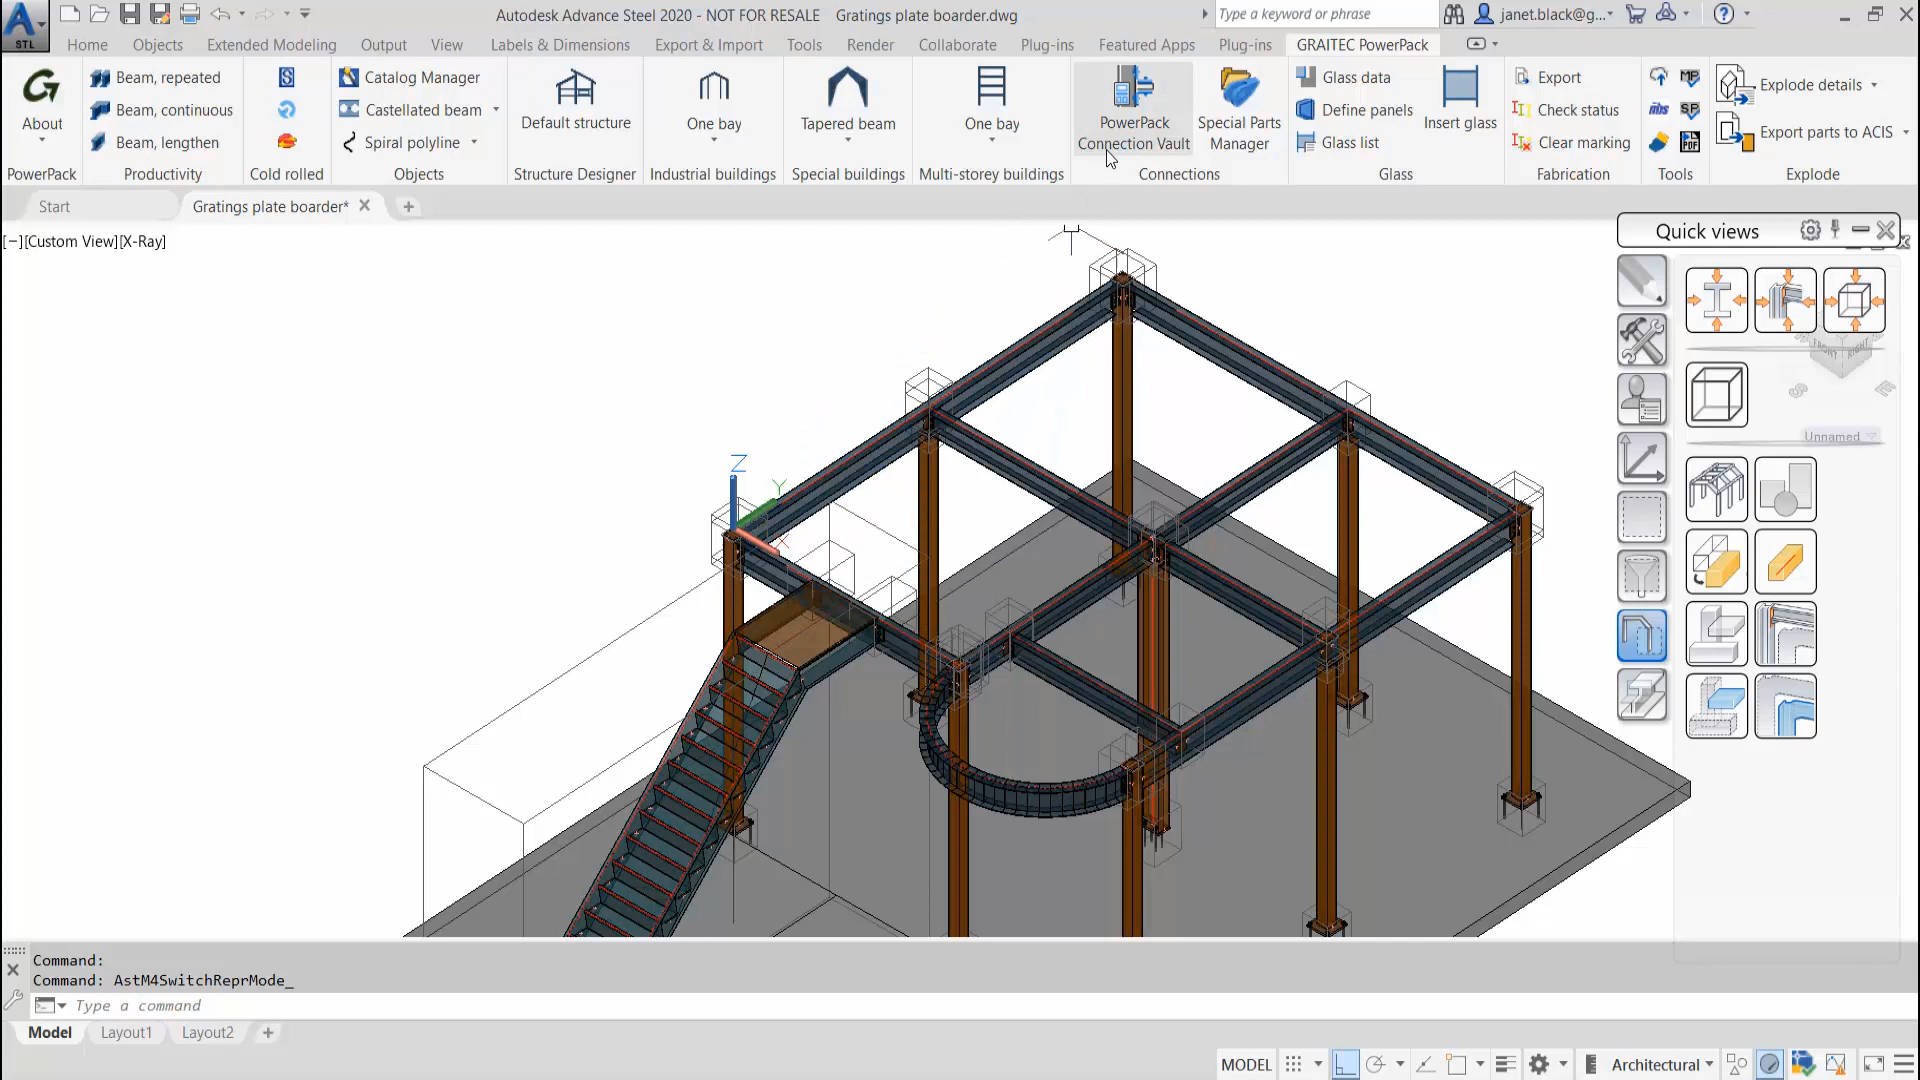 Autodesk Advance Steel 2020 - NOT FOR RESALE Gratings plate boarder.dwg
Type a keyword or phrase
janet.black@g...
STL
Home Objects Extended Modeling Output View Labels & Dimensions Export & Import Tools Render Collaborate Plug-ins Featured Apps Plug-ins GRAITEC PowerPack
About
PowerPack
Beam, repeated
Beam, continuous
Beam, lengthen
Productivity
Cold rolled
Catalog Manager
Castellated beam
Spiral polyline
Objects
Default structure
Structure Designer
One bay
Industrial buildings
Tapered beam
Special buildings
One bay
Multi-storey buildings
PowerPack
Connection Vault
Special Parts
Manager
Connections
Glass data
Define panels
Glass list
Insert glass
Glass
Export
Check status
Clear marking
Fabrication
Tools
Explode details
Export parts to ACIS
Explode
Start
Gratings plate boarder*
[−][Custom View][X-Ray]
Quick views
FRONT RIGHT
S E
Unnamed
Z
Y
X
Command:
Command: AstM4SwitchReprMode_
Type a command
Model Layout1 Layout2
MODEL
Architectural